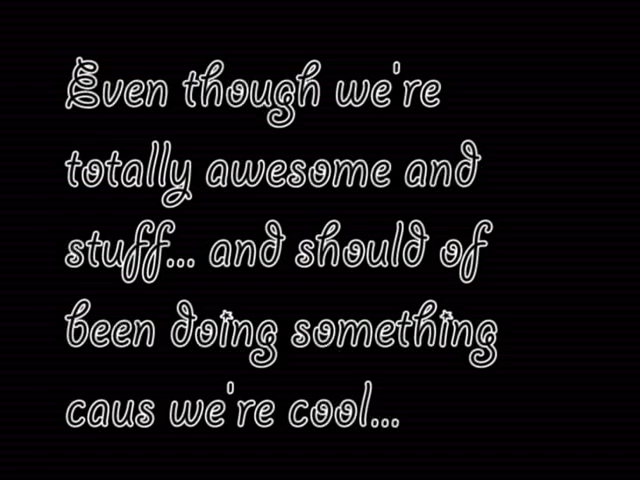 Even though we're
totally awesome and
stuff... and should of
been doing something
caus we're cool...